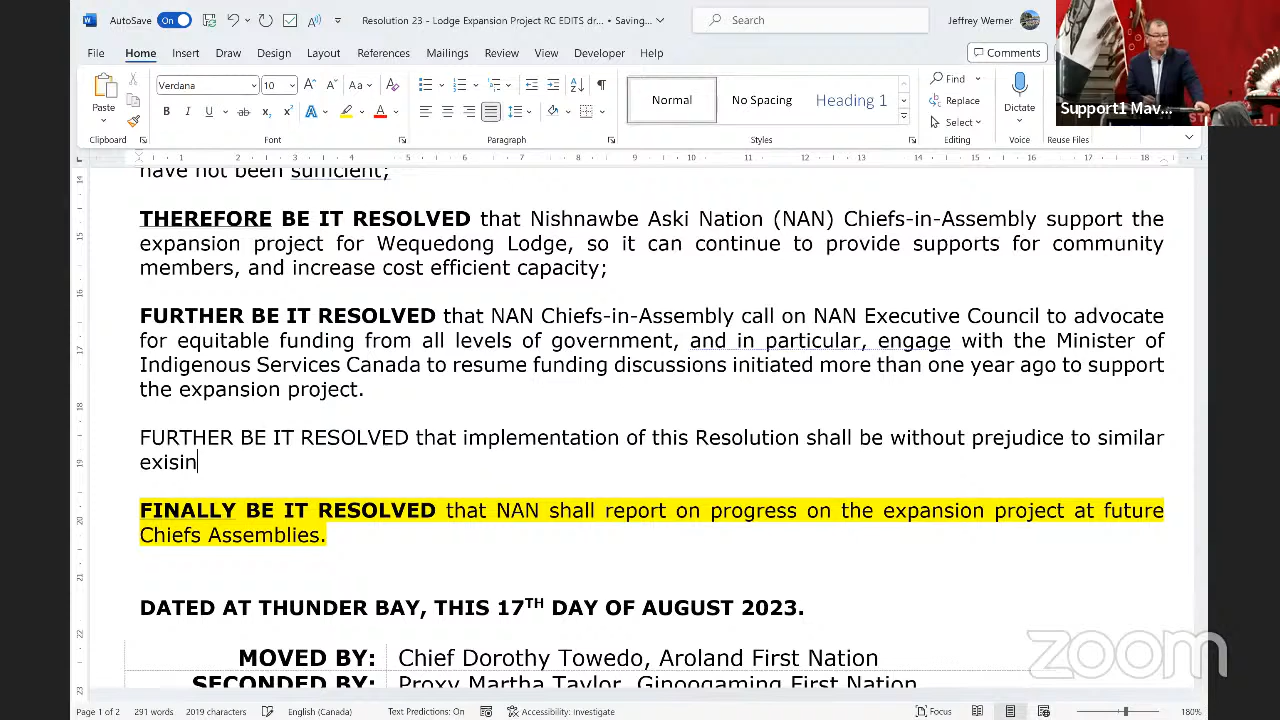 AutoSave On Resolution 23 - Lodge Expansion Project RC EDITS dr... • Saving... Search Jeffrey Werner
File Home Insert Draw Design Layout References Mailings Review View Developer Help Comments
Paste Verdana 10 Normal No Spacing Heading 1 Find Replace Select Dictate
Clipboard Font Paragraph Styles Editing Voice Reuse Files
Support1 Mav...
have not been sufficient;
THEREFORE BE IT RESOLVED that Nishnawbe Aski Nation (NAN) Chiefs-in-Assembly support the
expansion project for Wequedong Lodge, so it can continue to provide supports for community
members, and increase cost efficient capacity;
FURTHER BE IT RESOLVED that NAN Chiefs-in-Assembly call on NAN Executive Council to advocate
for equitable funding from all levels of government, and in particular, engage with the Minister of
Indigenous Services Canada to resume funding discussions initiated more than one year ago to support
the expansion project.
FURTHER BE IT RESOLVED that implementation of this Resolution shall be without prejudice to similar
exisin
FINALLY BE IT RESOLVED that NAN shall report on progress on the expansion project at future
Chiefs Assemblies.
DATED AT THUNDER BAY, THIS 17TH DAY OF AUGUST 2023.
MOVED BY: Chief Dorothy Towedo, Aroland First Nation
SECONDED BY: Proxy Martha Taylor, Ginoogaming First Nation
zoom
Page 1 of 2 291 words 2019 characters English (Canada) Text Predictions: On Accessibility: Investigate Focus 180%